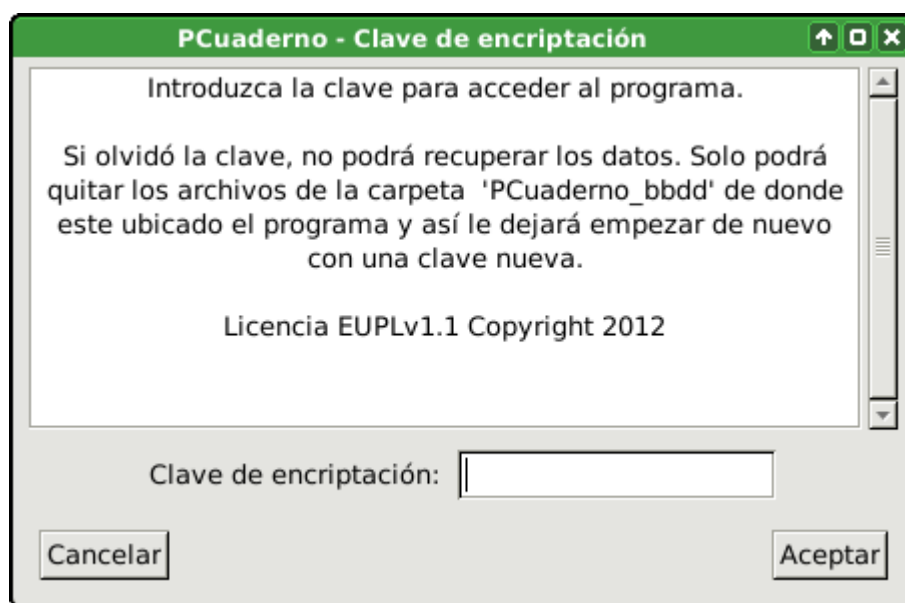 PCuaderno - Clave de encriptación
Introduzca la clave para acceder al programa.
Si olvidó la clave, no podrá recuperar los datos. Solo podrá
quitar los archivos de la carpeta  'PCuaderno_bbdd' de donde
este ubicado el programa y así le dejará empezar de nuevo
con una clave nueva.
Licencia EUPLv1.1 Copyright 2012
Clave de encriptación:
Cancelar
Aceptar